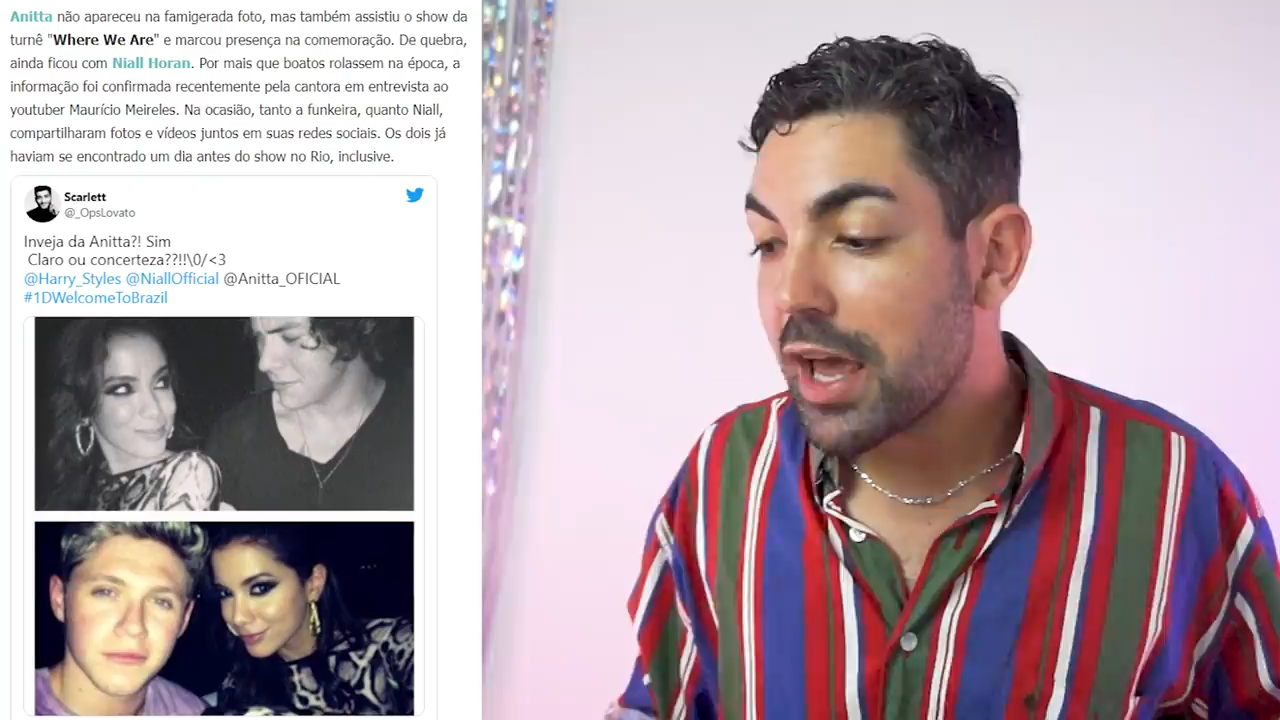 Anitta não apareceu na famigerada foto, mas também assistiu o show da
turnê "Where We Are" e marcou presença na comemoração. De quebra,
ainda ficou com Niall Horan. Por mais que boatos rolassem na época, a
informação foi confirmada recentemente pela cantora em entrevista ao
youtuber Maurício Meireles. Na ocasião, tanto a funkeira, quanto Niall,
compartilharam fotos e vídeos juntos em suas redes sociais. Os dois já
haviam se encontrado um dia antes do show no Rio, inclusive.
Scarlett
@_OpsLovato
Inveja da Anitta?! Sim
Claro ou concerteza??!!\0/<3
@Harry_Styles @NiallOfficial @Anitta_OFICIAL
#1DWelcomeToBrazil